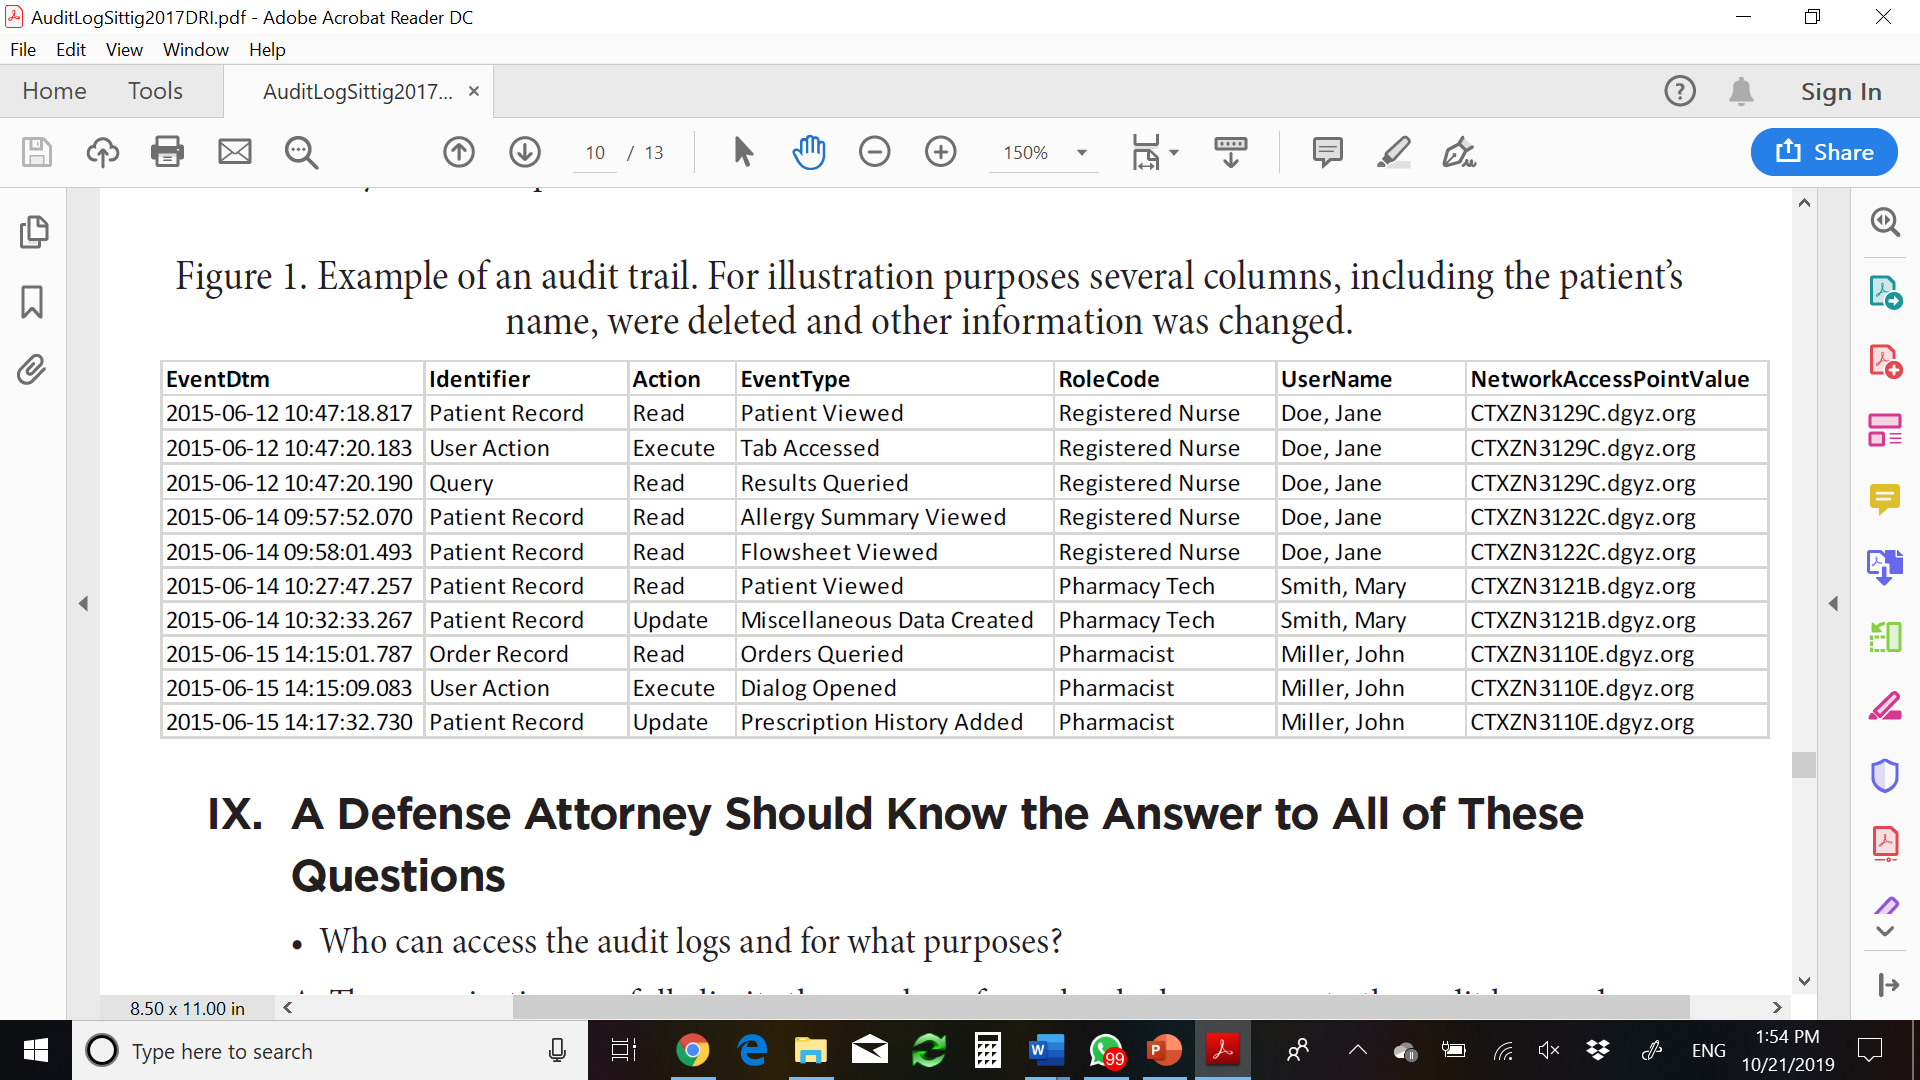 AuditLogSittig2017DRI.pdf - Adobe Acrobat Reader DC
File Edit View Window Help
Home Tools AuditLogSittig2017... × Sign In
10 / 13 150% Share
Figure 1. Example of an audit trail. For illustration purposes several columns, including the patient's
name, were deleted and other information was changed.
EventDtm Identifier Action EventType RoleCode UserName NetworkAccessPointValue
2015-06-12 10:47:18.817 Patient Record Read Patient Viewed Registered Nurse Doe, Jane CTXZN3129C.dgyz.org
2015-06-12 10:47:20.183 User Action Execute Tab Accessed Registered Nurse Doe, Jane CTXZN3129C.dgyz.org
2015-06-12 10:47:20.190 Query Read Results Queried Registered Nurse Doe, Jane CTXZN3129C.dgyz.org
2015-06-14 09:57:52.070 Patient Record Read Allergy Summary Viewed Registered Nurse Doe, Jane CTXZN3122C.dgyz.org
2015-06-14 09:58:01.493 Patient Record Read Flowsheet Viewed Registered Nurse Doe, Jane CTXZN3122C.dgyz.org
2015-06-14 10:27:47.257 Patient Record Read Patient Viewed Pharmacy Tech Smith, Mary CTXZN3121B.dgyz.org
2015-06-14 10:32:33.267 Patient Record Update Miscellaneous Data Created Pharmacy Tech Smith, Mary CTXZN3121B.dgyz.org
2015-06-15 14:15:01.787 Order Record Read Orders Queried Pharmacist Miller, John CTXZN3110E.dgyz.org
2015-06-15 14:15:09.083 User Action Execute Dialog Opened Pharmacist Miller, John CTXZN3110E.dgyz.org
2015-06-15 14:17:32.730 Patient Record Update Prescription History Added Pharmacist Miller, John CTXZN3110E.dgyz.org
IX. A Defense Attorney Should Know the Answer to All of These
Questions
• Who can access the audit logs and for what purposes?
8.50 x 11.00 in
Type here to search 99 ENG 1:54 PM
10/21/2019